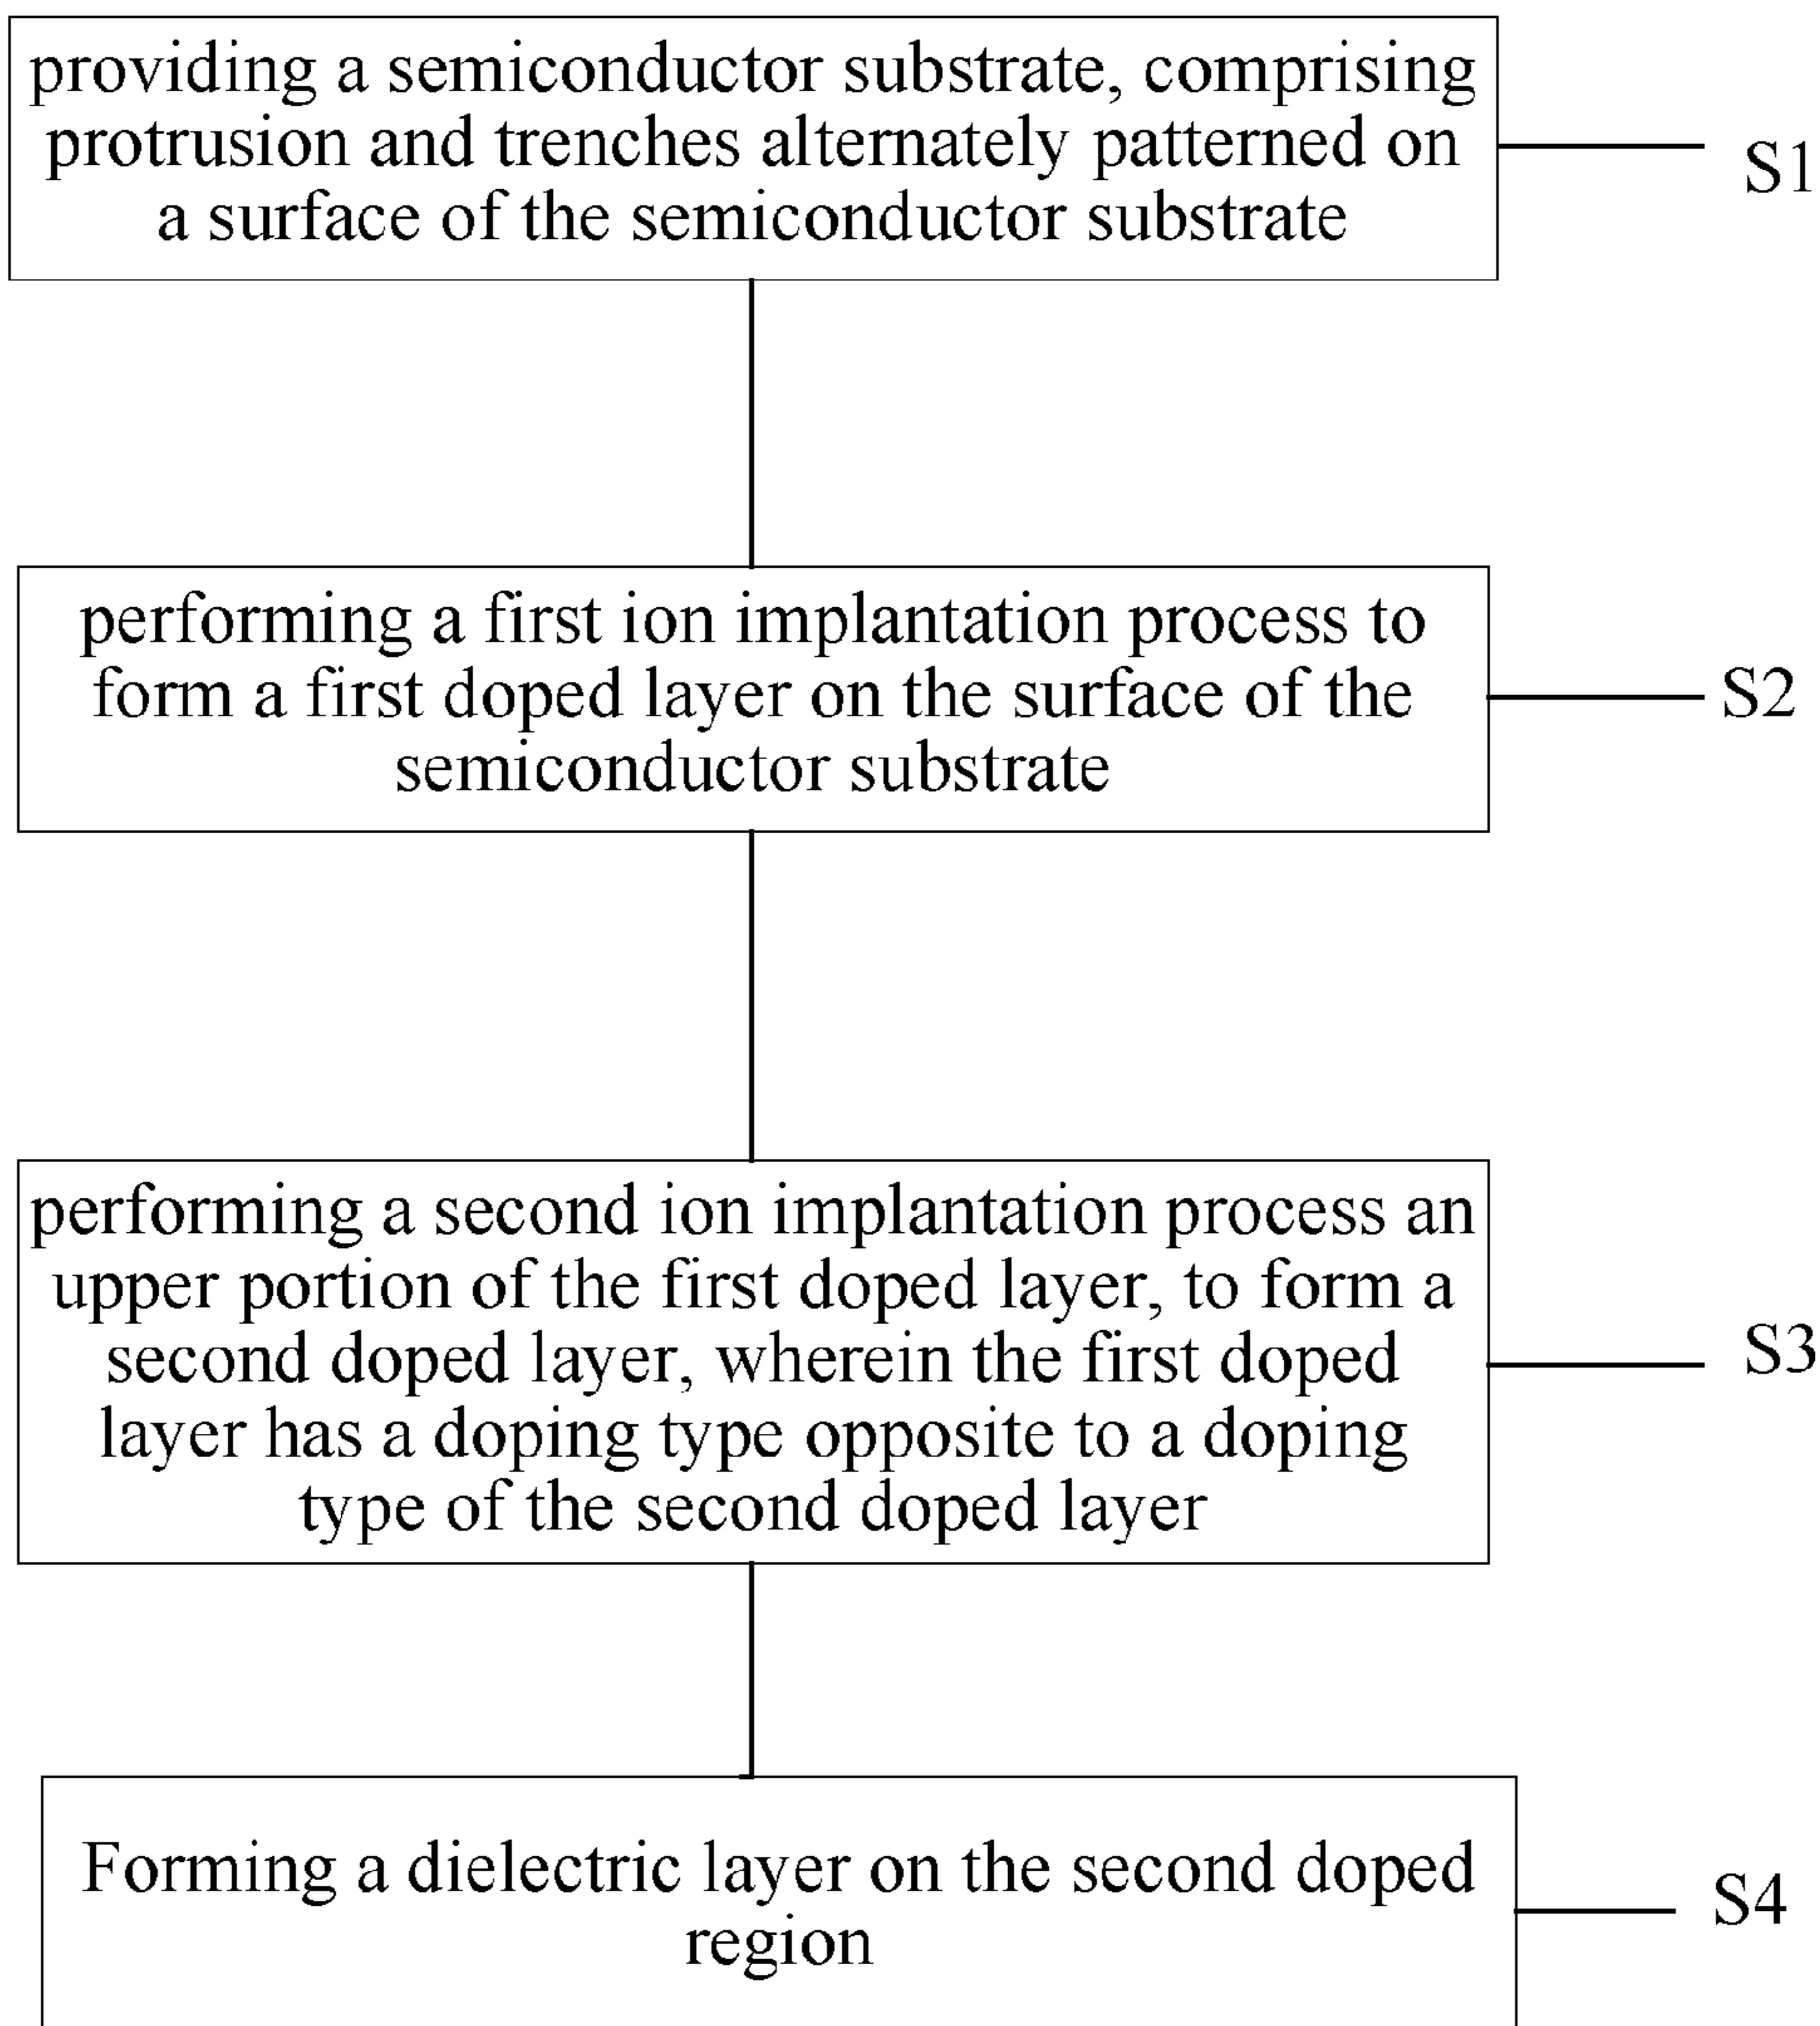 providing a semiconductor substrate, comprising
protrusion and trenches alternately patterned on
a surface of the semiconductor substrate
S1
performing a first ion implantation process to
form a first doped layer on the surface of the
semiconductor substrate
S2
performing a second ion implantation process an
upper portion of the first doped layer, to form a
second doped layer, wherein the first doped
layer has a doping type opposite to a doping
type of the second doped layer
S3
Forming a dielectric layer on the second doped
region
S4